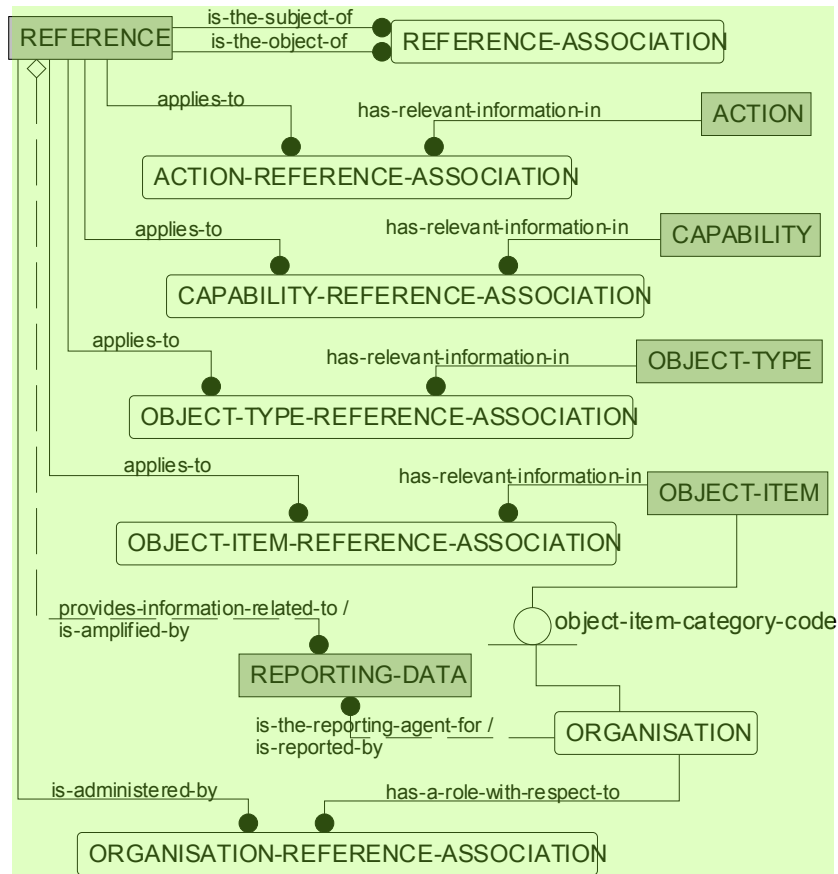 REFERENCE
is-the-subject-of
is-the-object-of
REFERENCE-ASSOCIATION
applies-to
has-relevant-information-in
ACTION
ACTION-REFERENCE-ASSOCIATION
applies-to
has-relevant-information-in
CAPABILITY
CAPABILITY-REFERENCE-ASSOCIATION
applies-to
has-relevant-information-in
OBJECT-TYPE
OBJECT-TYPE-REFERENCE-ASSOCIATION
applies-to
has-relevant-information-in
OBJECT-ITEM
OBJECT-ITEM-REFERENCE-ASSOCIATION
provides-information-related-to /
is-amplified-by
object-item-category-code
REPORTING-DATA
is-the-reporting-agent-for /
is-reported-by
ORGANISATION
is-administered-by
has-a-role-with-respect-to
ORGANISATION-REFERENCE-ASSOCIATION